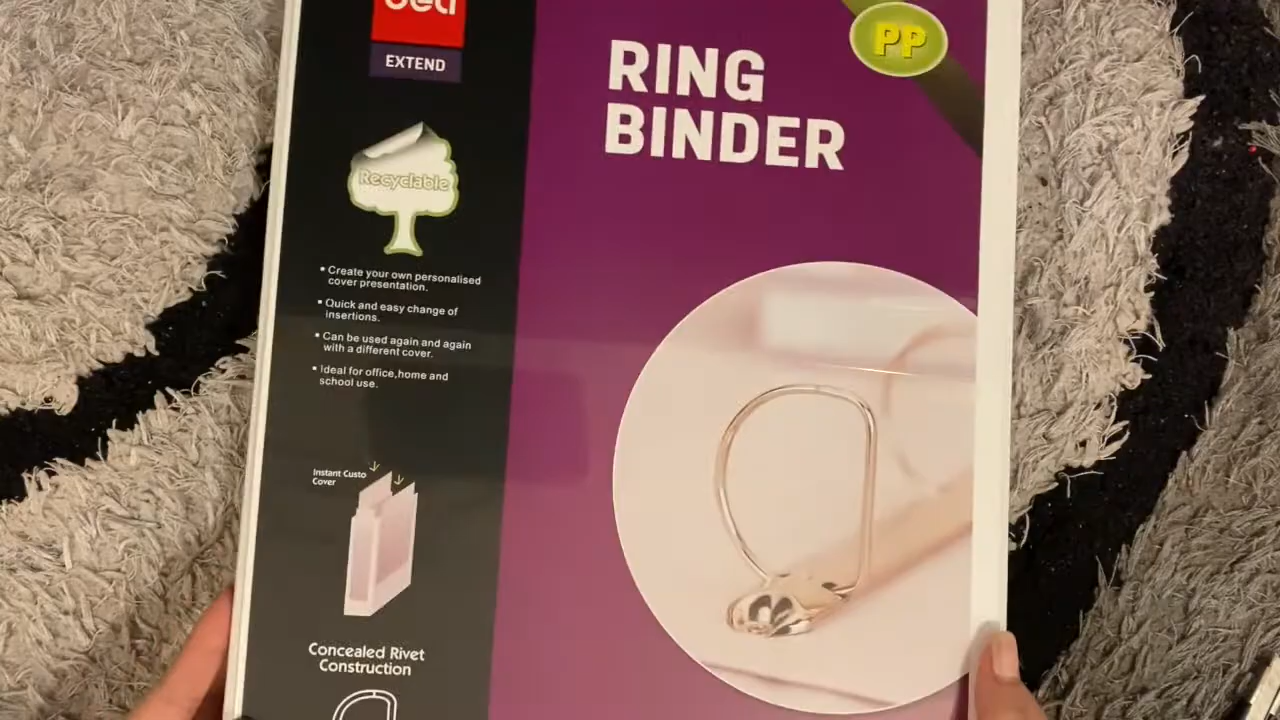 deli
EXTEND
RING
BINDER
PP
Recyclable
▪ Create your own personalised
cover presentation.
▪ Quick and easy change of
insertions.
▪ Can be used again and again
with a different cover.
▪ Ideal for office,home and
school use.
Instant Custo
Cover
Concealed Rivet
Construction